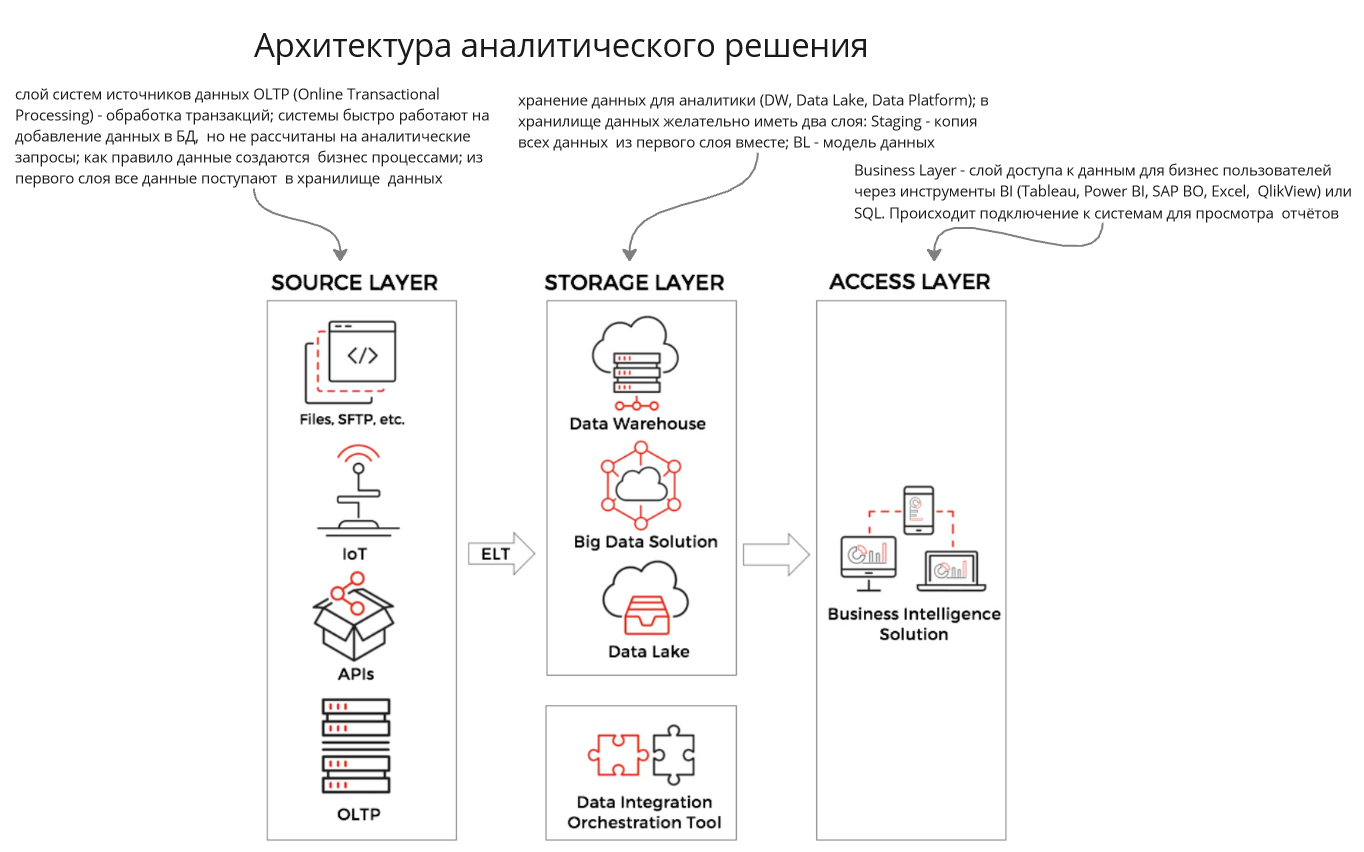 Архитектура аналитического решения
слой систем источников данных OLTP (Online Transactional
Processing) - обработка транзакций; системы быстро работают на
добавление данных в БД, но не рассчитаны на аналитические
запросы; как правило данные создаются бизнес процессами; из
первого слоя все данные поступают в хранилище данных
хранение данных для аналитики (DW, Data Lake, Data Platform); в
хранилище данных желательно иметь два слоя: Staging - копия
всех данных из первого слоя вместе; BL - модель данных
Business Layer - слой доступа к данным для бизнес пользователей
через инструменты BI (Tableau, Power BI, SAP BO, Excel, QlikView) или
SQL. Происходит подключение к системам для просмотра отчётов
SOURCE LAYER
Files, SFTP, etc.
IoT
APIs
OLTP
ELT
STORAGE LAYER
Data Warehouse
Big Data Solution
Data Lake
Data Integration
Orchestration Tool
ACCESS LAYER
Business Intelligence
Solution